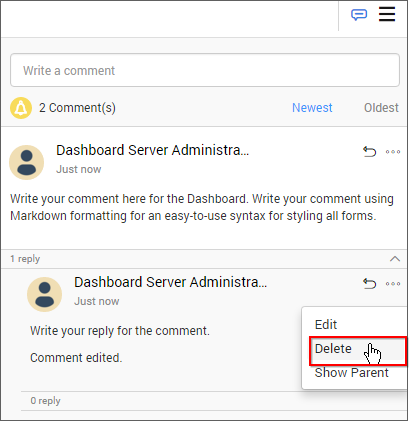 Write a comment
2 Comment(s)
Newest
Oldest
Dashboard Server Administra...
Just now
Write your comment here for the Dashboard. Write your comment using
Markdown formatting for an easy-to-use syntax for styling all forms.
1 reply
Dashboard Server Administra...
Just now
Write your reply for the comment.
Comment edited.
Edit
Delete
Show Parent
0 reply